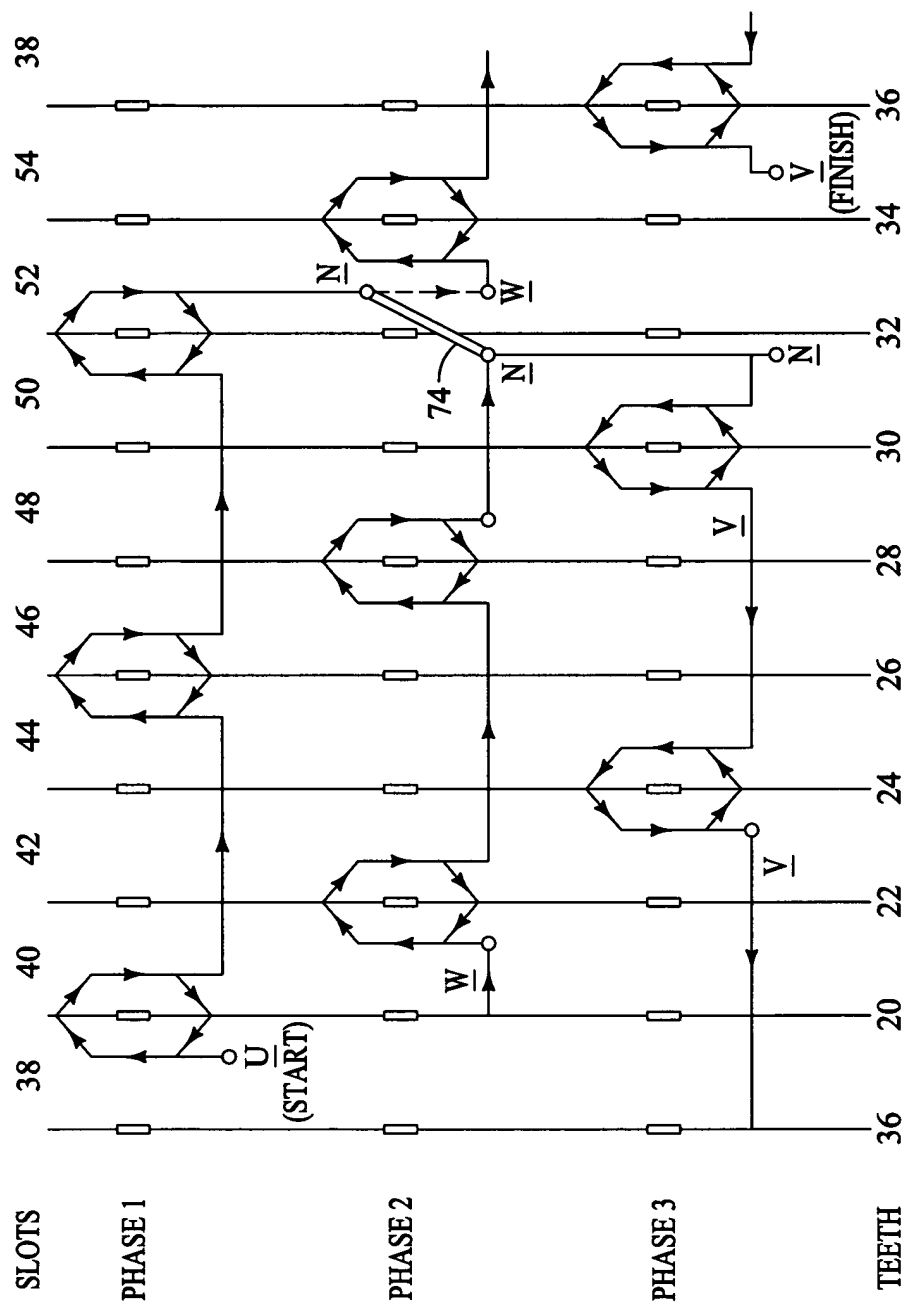 SLOTS 38 40 42 44 46 48 50 52 54 38
PHASE 1
U
(START)
N
PHASE 2
74
W
N W
PHASE 3
V
V
N V
(FINISH)
TEETH 36 20 22 24 26 28 30 32 34 36